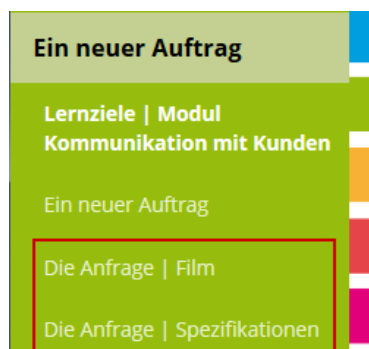 Ein neuer Auftrag
Lernziele | Modul
Kommunikation mit Kunden
Ein neuer Auftrag
Die Anfrage | Film
Die Anfrage | Spezifikationen